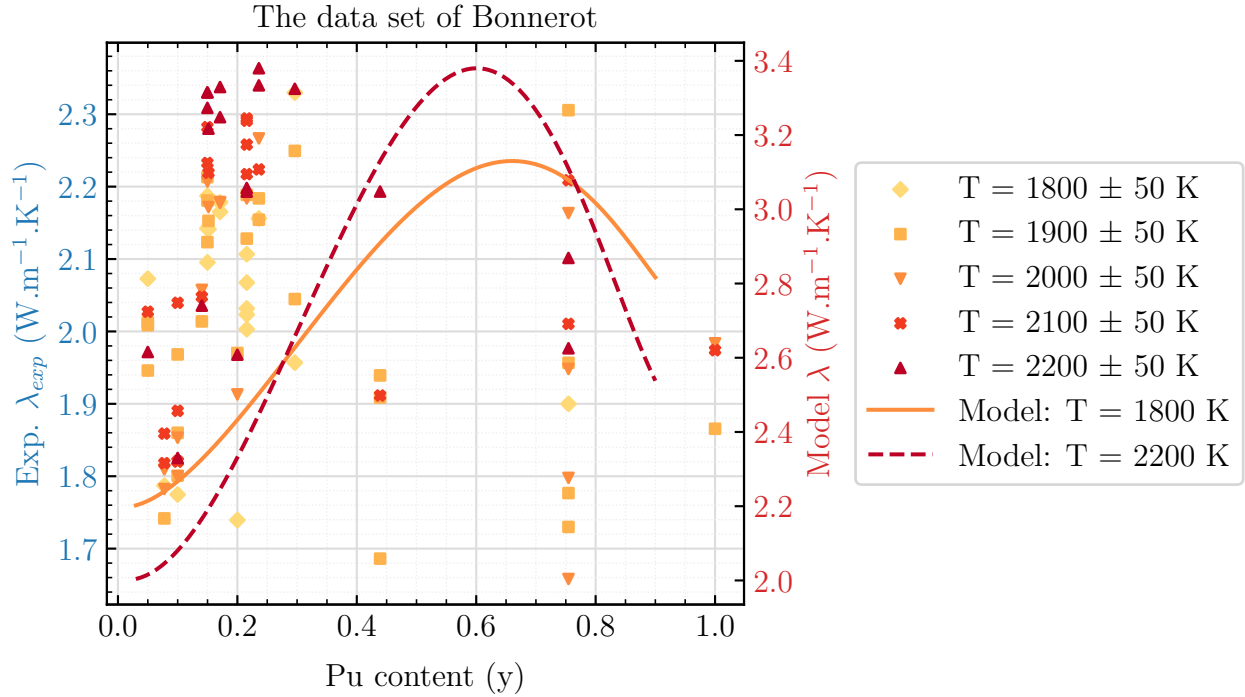 The data set of Bonnerot
Exp. λ_exp (W.m⁻¹.K⁻¹)
2.3
2.2
2.1
2.0
1.9
1.8
1.7
0.0
0.2
0.4
0.6
0.8
1.0
Pu content (y)
3.4
3.2
3.0
2.8
2.6
2.4
2.2
2.0
Model λ (W.m⁻¹.K⁻¹)
T = 1800 ± 50 K
T = 1900 ± 50 K
T = 2000 ± 50 K
T = 2100 ± 50 K
T = 2200 ± 50 K
Model: T = 1800 K
Model: T = 2200 K